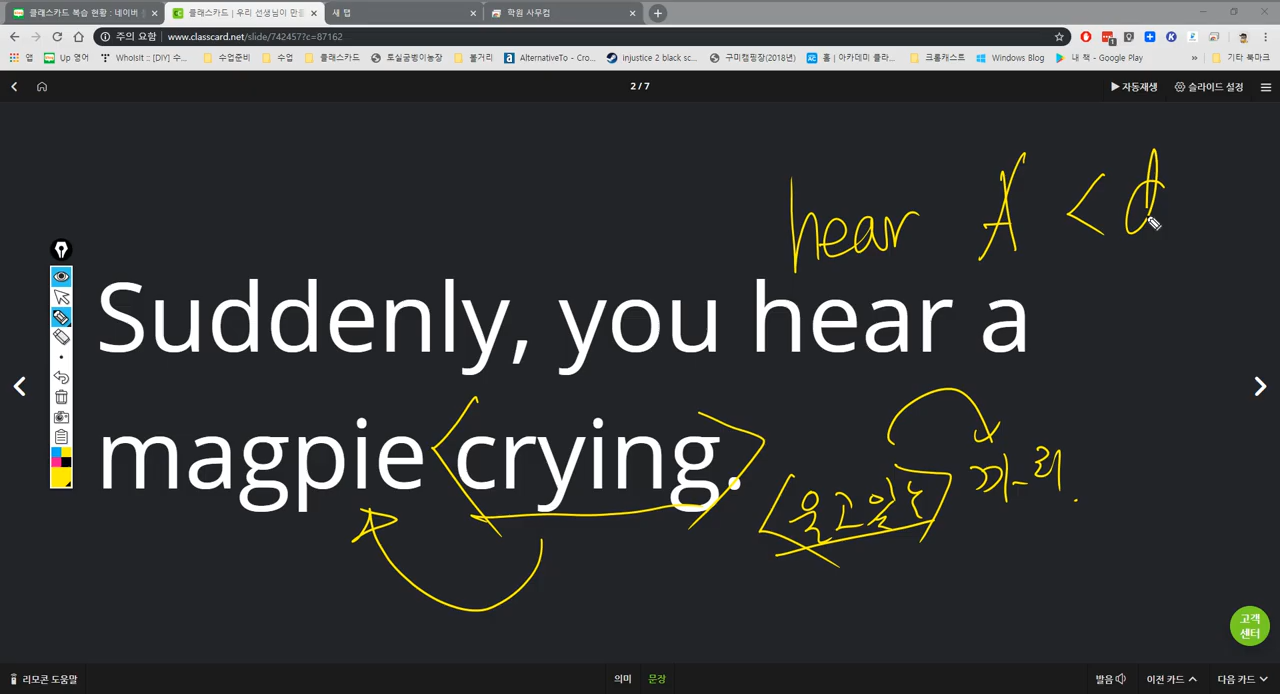 클래스카드 복습 현황 : 네이버
클래스카드 | 우리 선생님이 만들
새 탭
학원 사무컴
주의 요함
www.classcard.net/slide/742457?c=87162
앱
Up 영어
WhoisIt :: [DIY] 수...
수업준비
수업
클래스카드
토실굼벵이농장
볼거리
AlternativeTo - Cro...
injustice 2 black sc...
구미캠핑장(2018년)
홈 | 아카데미 클라...
크롬캐스트
Windows Blog
내 책 - Google Play
»
기타 북마크
2 / 7
자동재생
슬라이드 설정
hear A <
Suddenly, you hear a
magpie <crying.>
울고있는
고객
센터
리모콘 도움말
의미
문장
발음
이전 카드
다음 카드